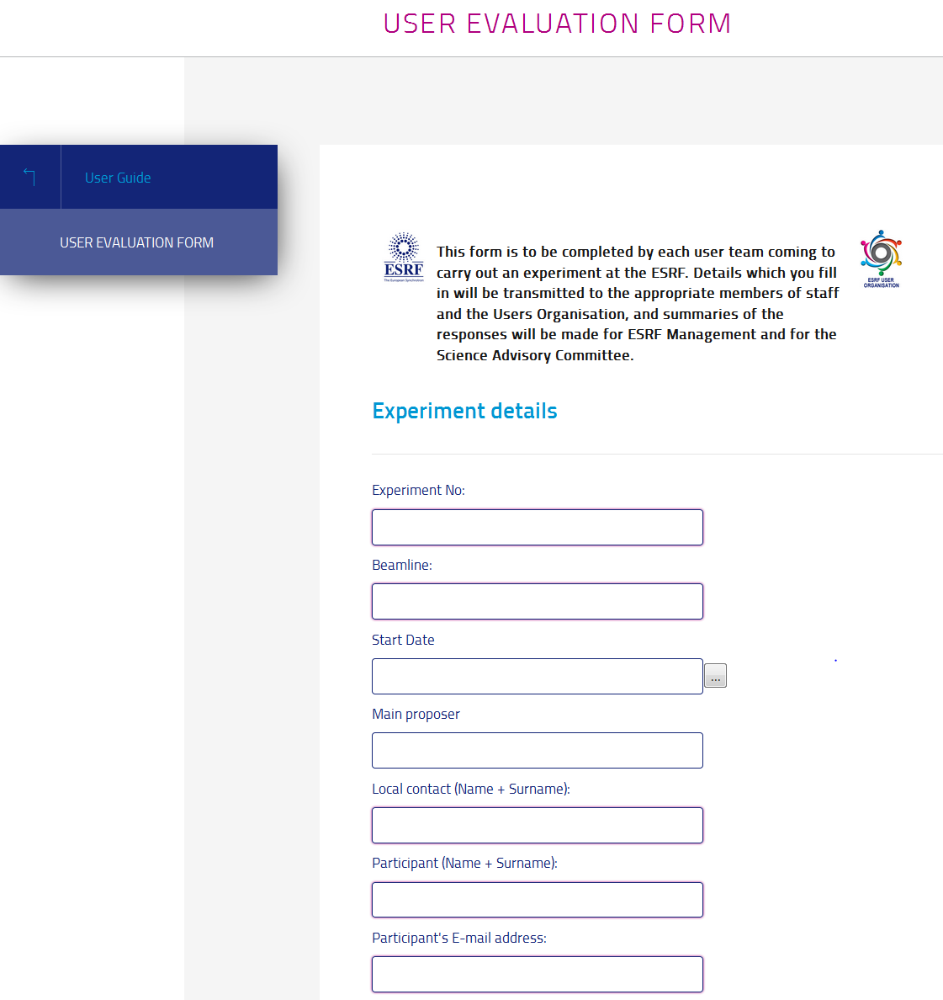 USER EVALUATION FORM
User Guide
USER EVALUATION FORM
ESRF
The European Synchrotron
This form is to be completed by each user team coming to
carry out an experiment at the ESRF. Details which you fill
in will be transmitted to the appropriate members of staff
and the Users Organisation, and summaries of the
responses will be made for ESRF Management and for the
Science Advisory Committee.
ESRF USER
ORGANISATION
Experiment details
Experiment No:
Beamline:
Start Date
...
Main proposer
Local contact (Name + Surname):
Participant (Name + Surname):
Participant's E-mail address: